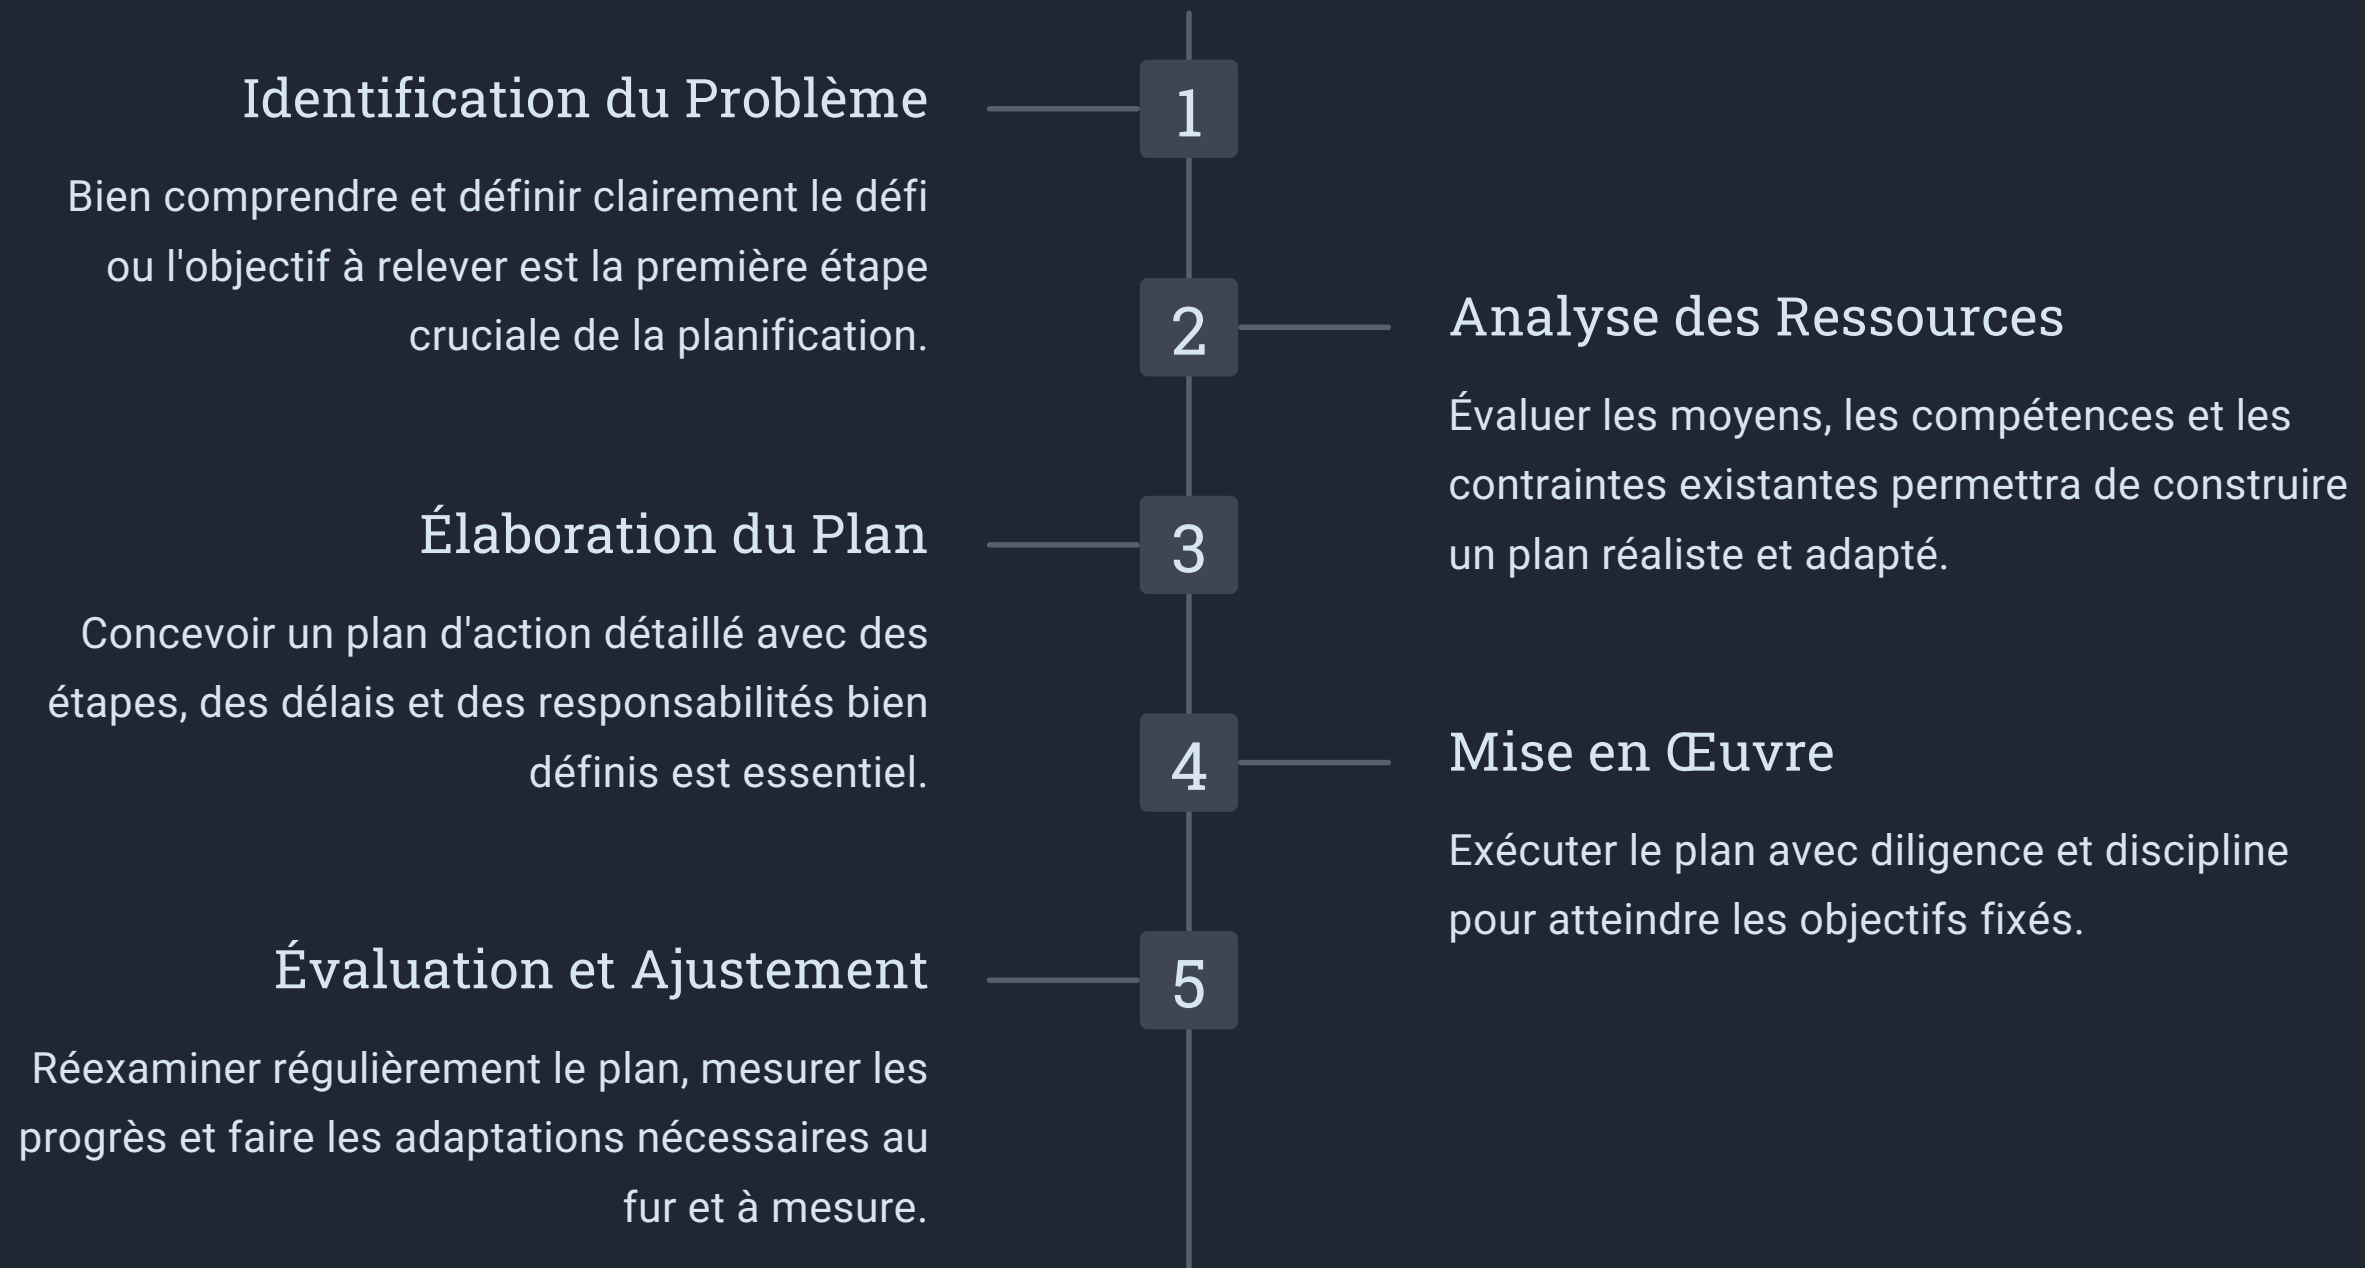 Identification du Problème
1
Bien comprendre et définir clairement le défi
ou l'objectif à relever est la première étape
cruciale de la planification.
2
Analyse des Ressources
Évaluer les moyens, les compétences et les
contraintes existantes permettra de construire
un plan réaliste et adapté.
Élaboration du Plan
3
Concevoir un plan d'action détaillé avec des
étapes, des délais et des responsabilités bien
définis est essentiel.
4
Mise en Œuvre
Exécuter le plan avec diligence et discipline
pour atteindre les objectifs fixés.
Évaluation et Ajustement
5
Réexaminer régulièrement le plan, mesurer les
progrès et faire les adaptations nécessaires au
fur et à mesure.